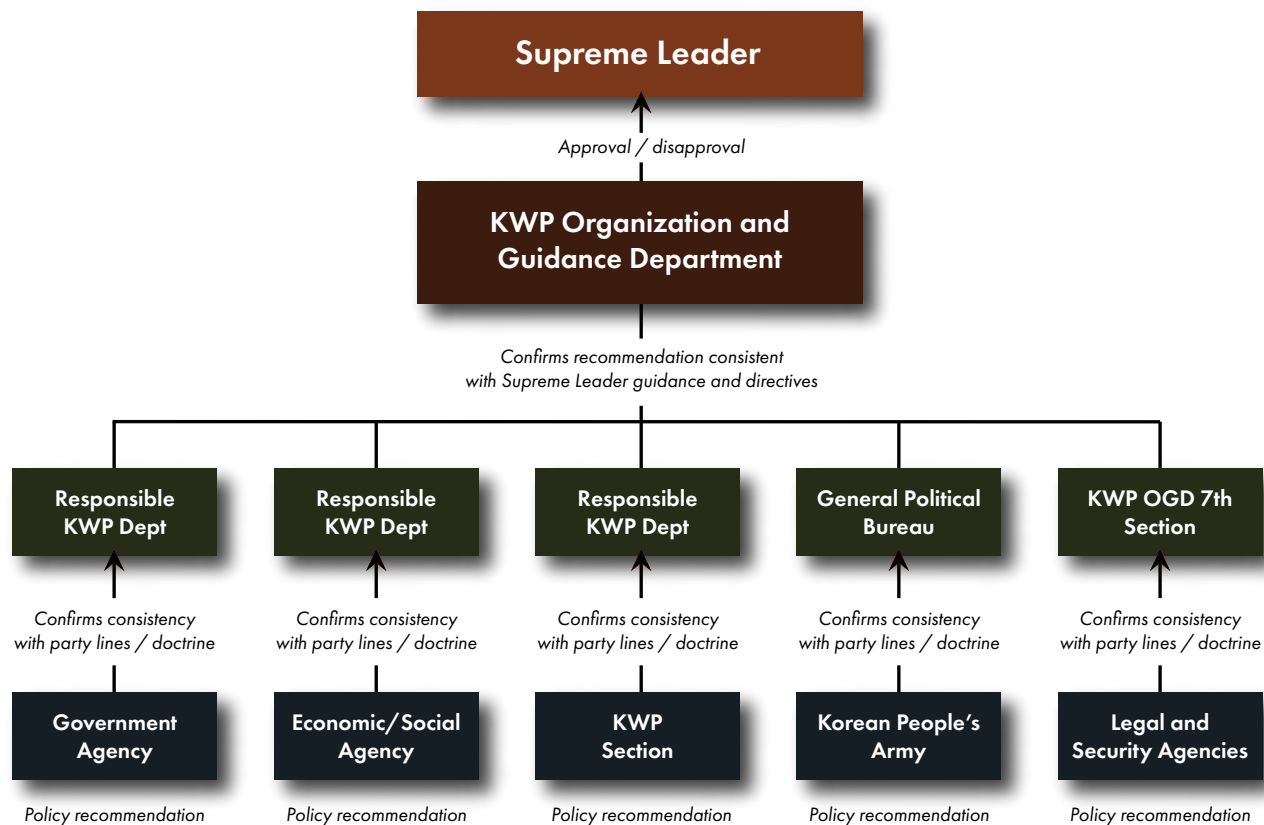 Supreme Leader
Approval / disapproval
KWP Organization and
Guidance Department
Confirms recommendation consistent
with Supreme Leader guidance and directives
Responsible
KWP Dept
Responsible
KWP Dept
Responsible
KWP Dept
General Political
Bureau
KWP OGD 7th
Section
Confirms consistency
with party lines / doctrine
Confirms consistency
with party lines / doctrine
Confirms consistency
with party lines / doctrine
Confirms consistency
with party lines / doctrine
Confirms consistency
with party lines / doctrine
Government
Agency
Economic/Social
Agency
KWP
Section
Korean People’s
Army
Legal and
Security Agencies
Policy recommendation
Policy recommendation
Policy recommendation
Policy recommendation
Policy recommendation